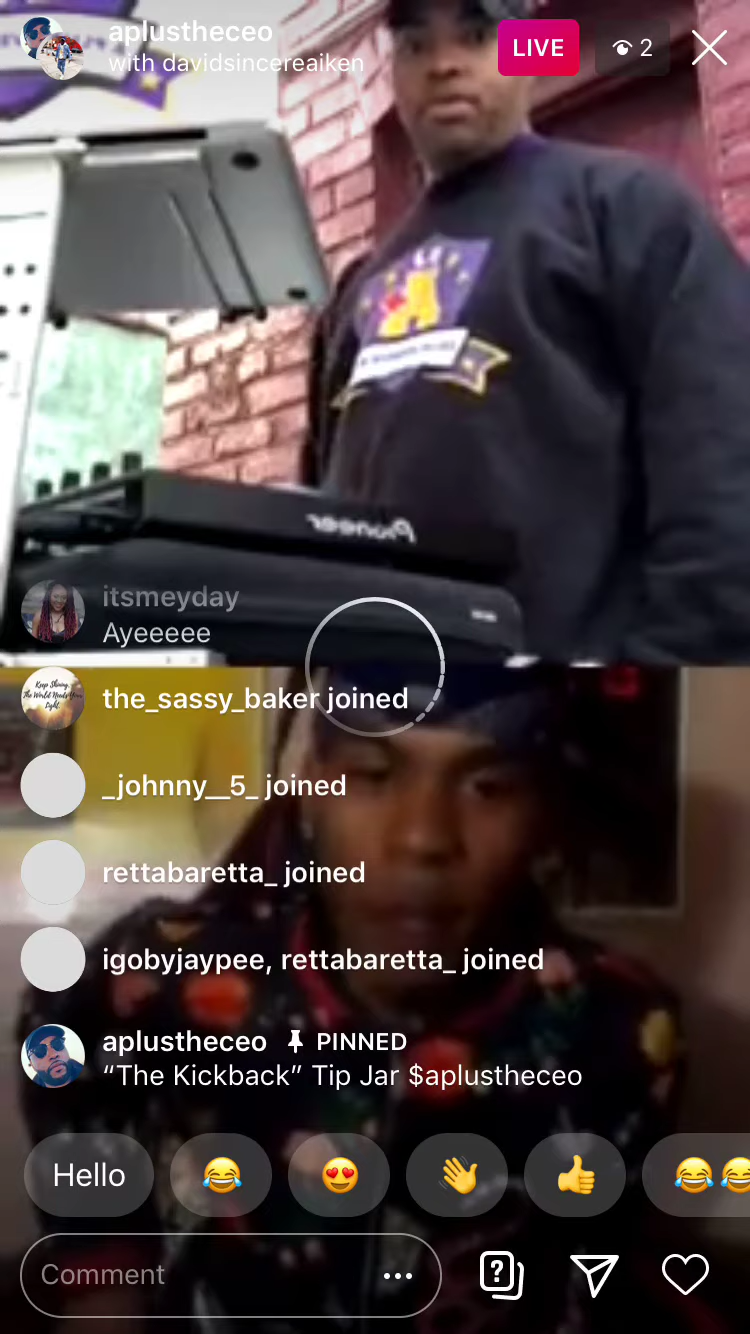 aplustheceo
with davidsincereaiken
LIVE
2
Pioneer
itsmeyday
Ayeeeee
the_sassy_baker joined
_johnny__5_ joined
rettabaretta_ joined
igobyjaypee, rettabaretta_ joined
aplustheceo PINNED
“The Kickback” Tip Jar $aplustheceo
Hello
Comment